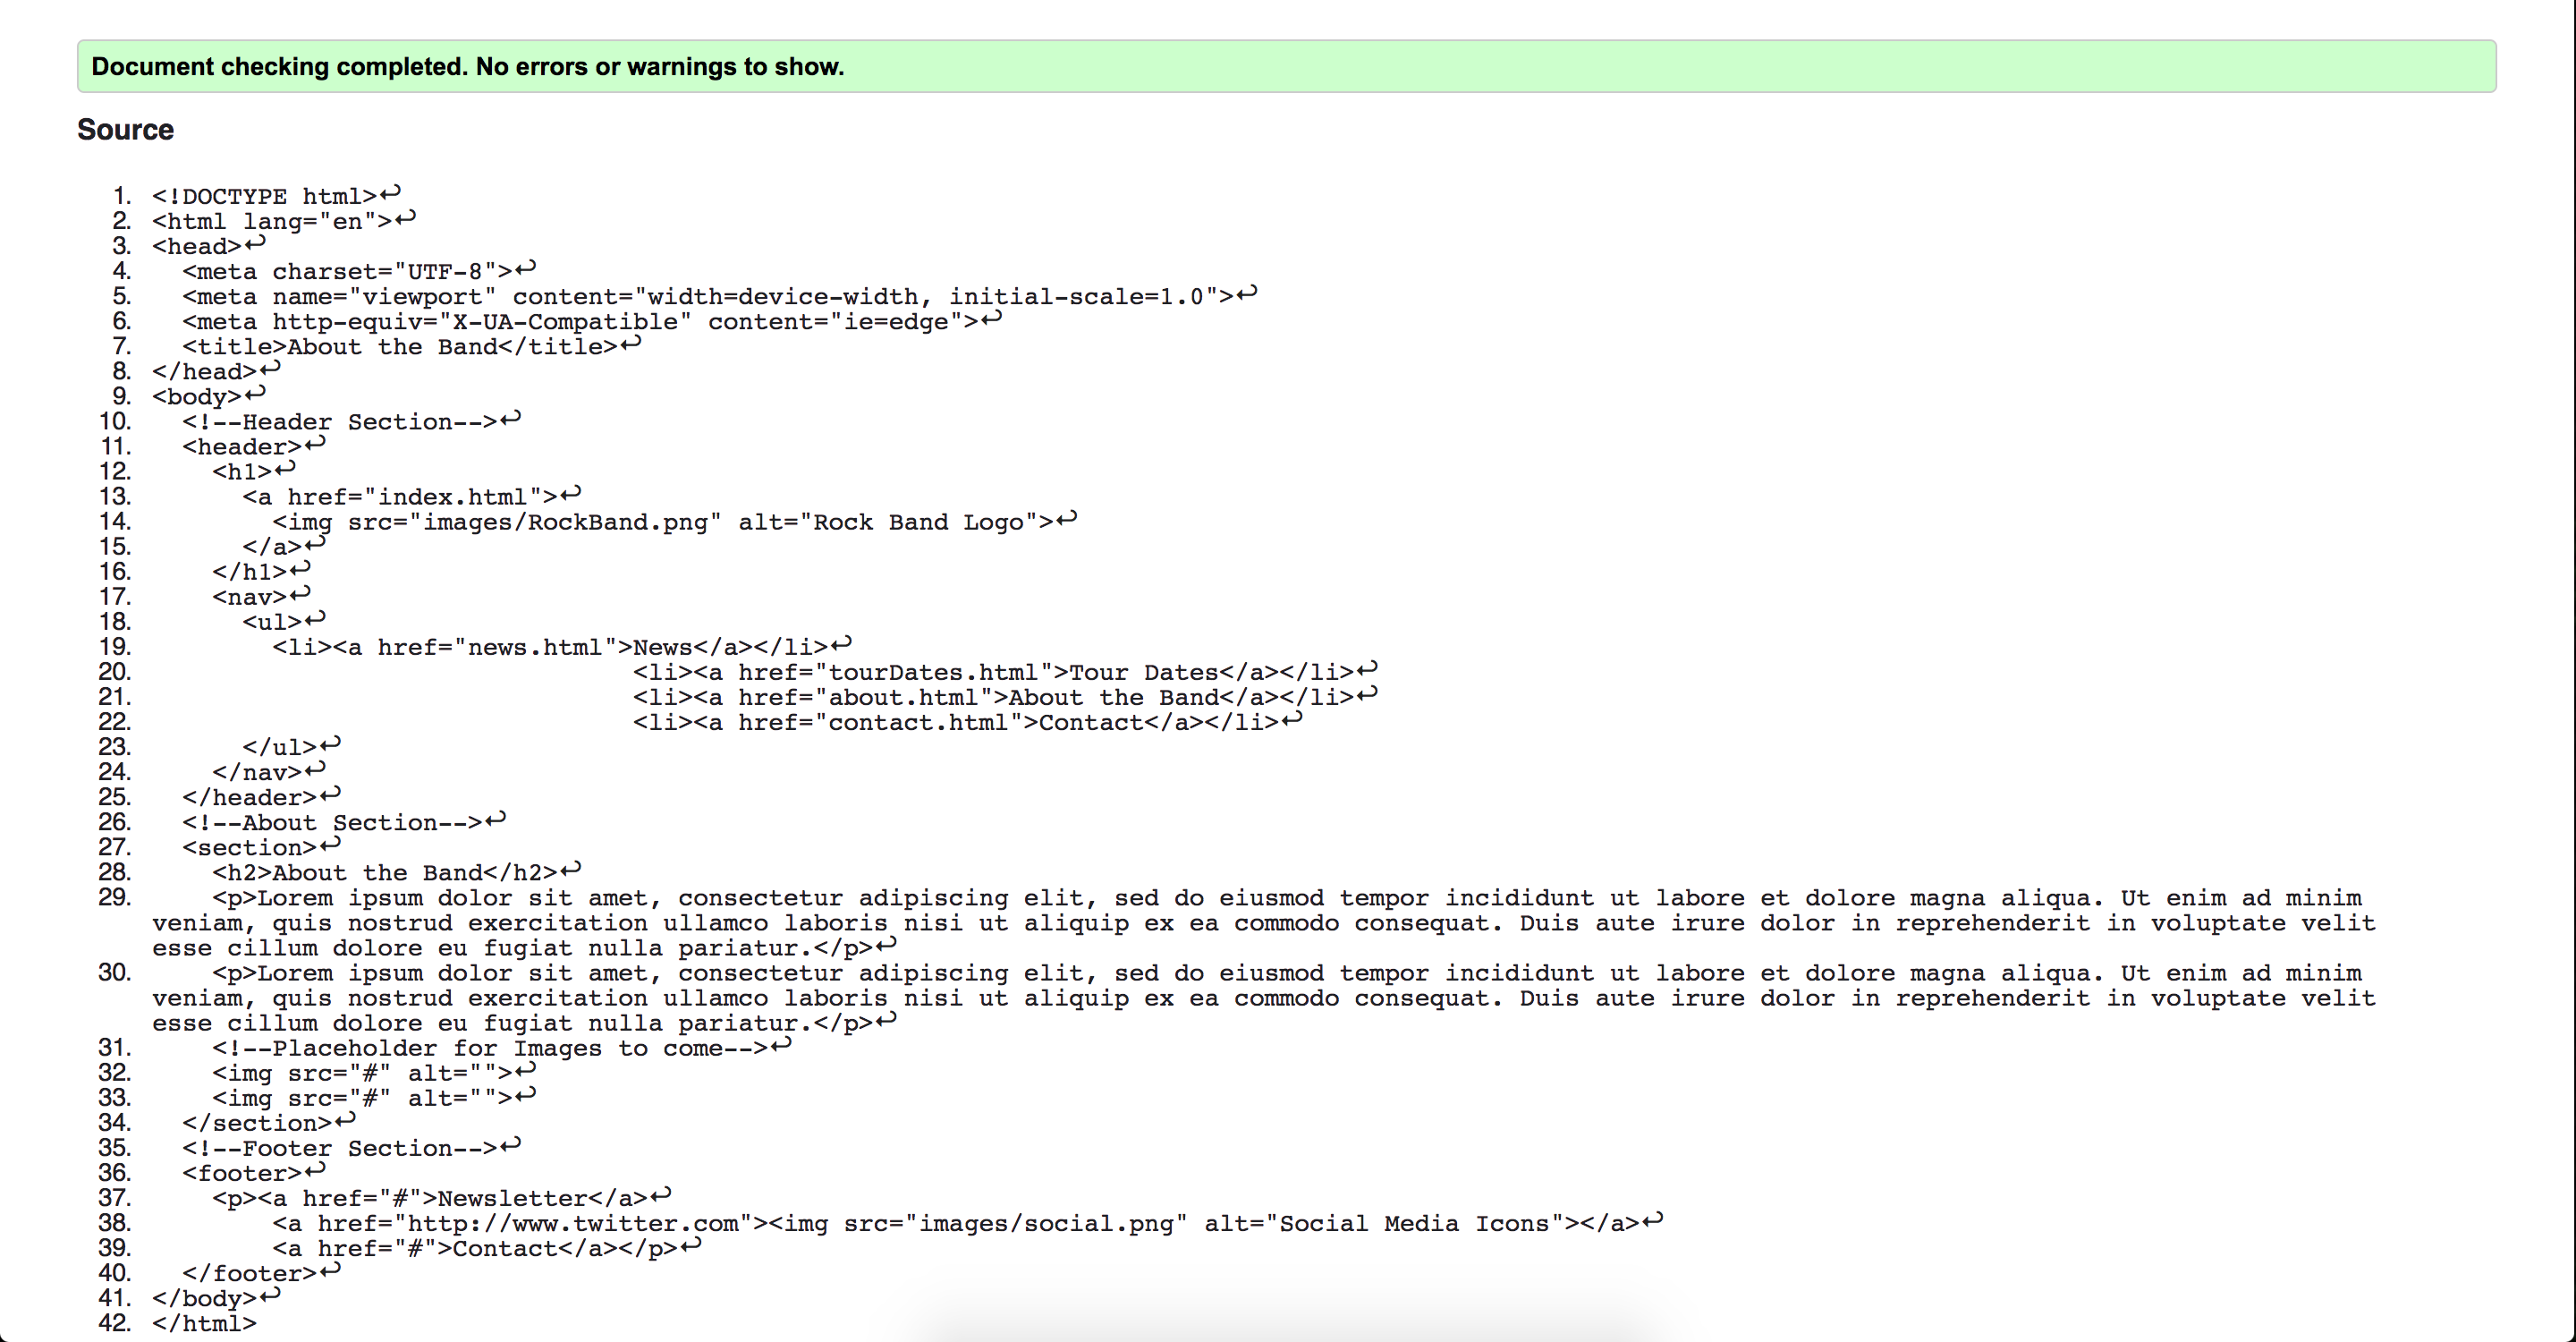 Document checking completed. No errors or warnings to show.
Source
1. <!DOCTYPE html>↩
2. <html lang="en">↩
3. <head>↩
4.   <meta charset="UTF-8">↩
5.   <meta name="viewport" content="width=device-width, initial-scale=1.0">↩
6.   <meta http-equiv="X-UA-Compatible" content="ie=edge">↩
7.   <title>About the Band</title>↩
8. </head>↩
9. <body>↩
10.   <!--Header Section-->↩
11.   <header>↩
12.     <h1>↩
13.       <a href="index.html">↩
14.         <img src="images/RockBand.png" alt="Rock Band Logo">↩
15.       </a>↩
16.     </h1>↩
17.     <nav>↩
18.       <ul>↩
19.         <li><a href="news.html">News</a></li>↩
20.                                 <li><a href="tourDates.html">Tour Dates</a></li>↩
21.                                 <li><a href="about.html">About the Band</a></li>↩
22.                                 <li><a href="contact.html">Contact</a></li>↩
23.       </ul>↩
24.     </nav>↩
25.   </header>↩
26.   <!--About Section-->↩
27.   <section>↩
28.     <h2>About the Band</h2>↩
29.     <p>Lorem ipsum dolor sit amet, consectetur adipiscing elit, sed do eiusmod tempor incididunt ut labore et dolore magna aliqua. Ut enim ad minim
veniam, quis nostrud exercitation ullamco laboris nisi ut aliquip ex ea commodo consequat. Duis aute irure dolor in reprehenderit in voluptate velit
esse cillum dolore eu fugiat nulla pariatur.</p>↩
30.     <p>Lorem ipsum dolor sit amet, consectetur adipiscing elit, sed do eiusmod tempor incididunt ut labore et dolore magna aliqua. Ut enim ad minim
veniam, quis nostrud exercitation ullamco laboris nisi ut aliquip ex ea commodo consequat. Duis aute irure dolor in reprehenderit in voluptate velit
esse cillum dolore eu fugiat nulla pariatur.</p>↩
31.     <!--Placeholder for Images to come-->↩
32.     <img src="#" alt="">↩
33.     <img src="#" alt="">↩
34.   </section>↩
35.   <!--Footer Section-->↩
36.   <footer>↩
37.     <p><a href="#">Newsletter</a>↩
38.         <a href="http://www.twitter.com"><img src="images/social.png" alt="Social Media Icons"></a>↩
39.         <a href="#">Contact</a></p>↩
40.   </footer>↩
41. </body>↩
42. </html>